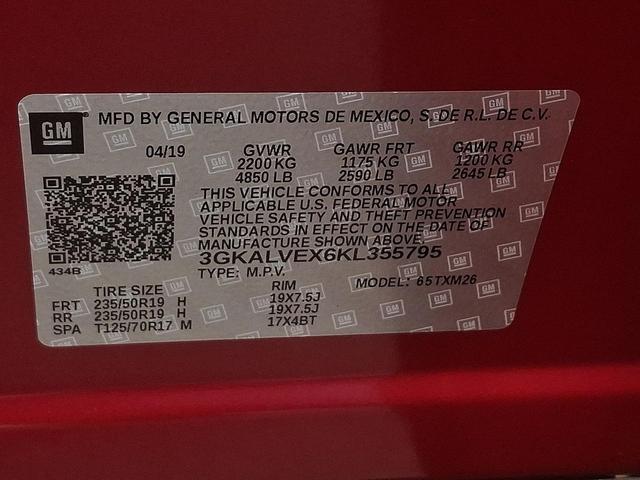 GM MFD BY GENERAL MOTORS DE MEXICO, S. DE R.L. DE C.V.
04/19 GVWR GAWR FRT GAWR RR
2200 KG 1175 KG 1200 KG
4850 LB 2590 LB 2645 LB
THIS VEHICLE CONFORMS TO ALL
APPLICABLE U.S. FEDERAL MOTOR
VEHICLE SAFETY AND THEFT PREVENTION
STANDARDS IN EFFECT ON THE DATE OF
MANUFACTURE SHOWN ABOVE.
3GKALVEX6KL355795
434B
TYPE: M.P.V. MODEL: 65TXM26
TIRE SIZE RIM
FRT 235/50R19 H 19X7.5J
RR 235/50R19 H 19X7.5J
SPA T125/70R17 M 17X4BT